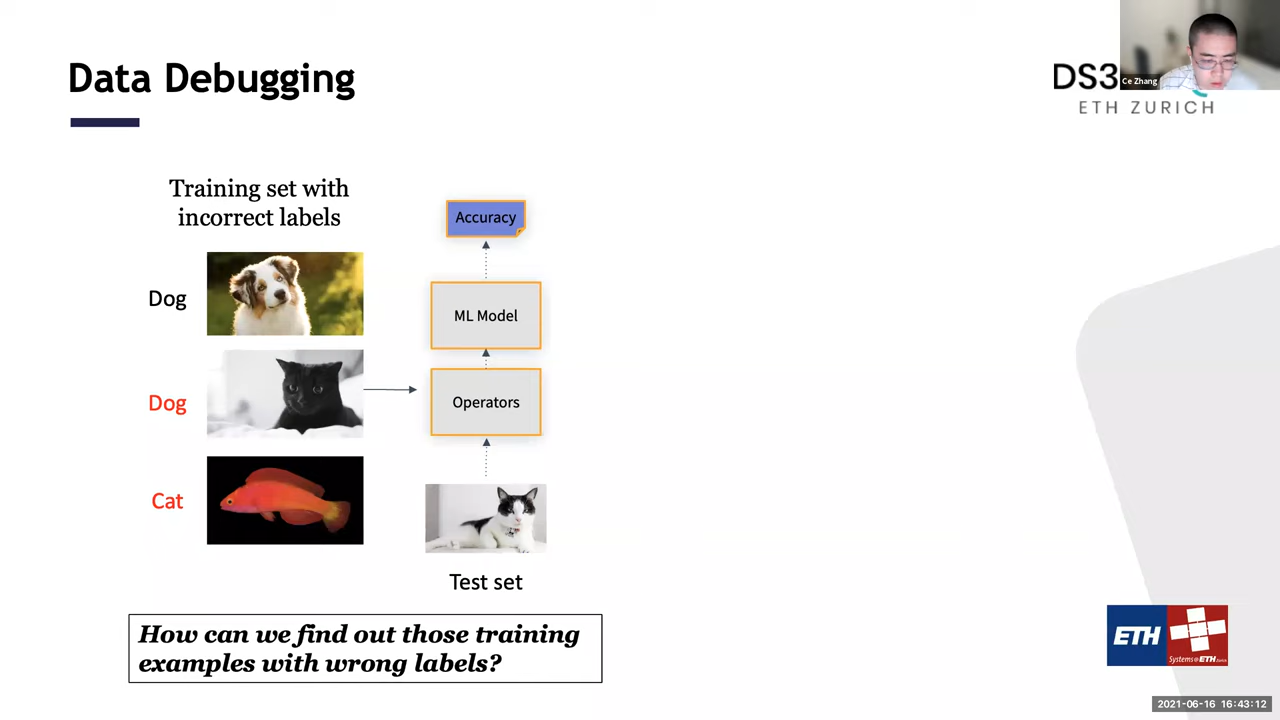 Data Debugging
DS3
ETH ZURICH
Ce Zhang
Training set with
incorrect labels
Dog
Dog
Cat
Accuracy
ML Model
Operators
Test set
How can we find out those training
examples with wrong labels?
ETH
Systems@ETH Zurich
2021-06-16 16:43:12